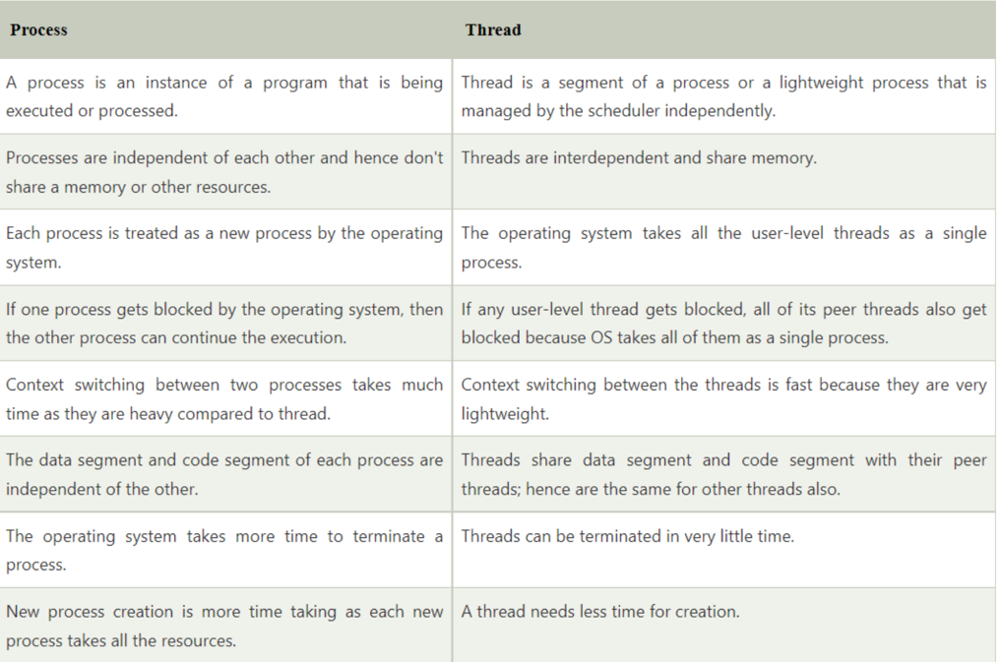 Process Thread
A process is an instance of a program that is being
executed or processed.
Thread is a segment of a process or a lightweight process that is
managed by the scheduler independently.
Processes are independent of each other and hence don't
share a memory or other resources.
Threads are interdependent and share memory.
Each process is treated as a new process by the operating
system.
The operating system takes all the user-level threads as a single
process.
If one process gets blocked by the operating system, then
the other process can continue the execution.
If any user-level thread gets blocked, all of its peer threads also get
blocked because OS takes all of them as a single process.
Context switching between two processes takes much
time as they are heavy compared to thread.
Context switching between the threads is fast because they are very
lightweight.
The data segment and code segment of each process are
independent of the other.
Threads share data segment and code segment with their peer
threads; hence are the same for other threads also.
The operating system takes more time to terminate a
process.
Threads can be terminated in very little time.
New process creation is more time taking as each new
process takes all the resources.
A thread needs less time for creation.